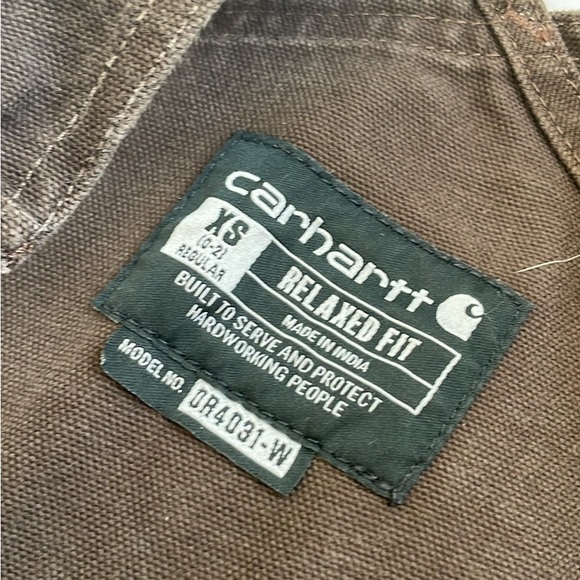 carhartt
XS
(0-2)
REGULAR
RELAXED FIT
MADE IN INDIA
BUILT TO SERVE AND PROTECT
HARDWORKING PEOPLE
MODEL NO. OR4031-W